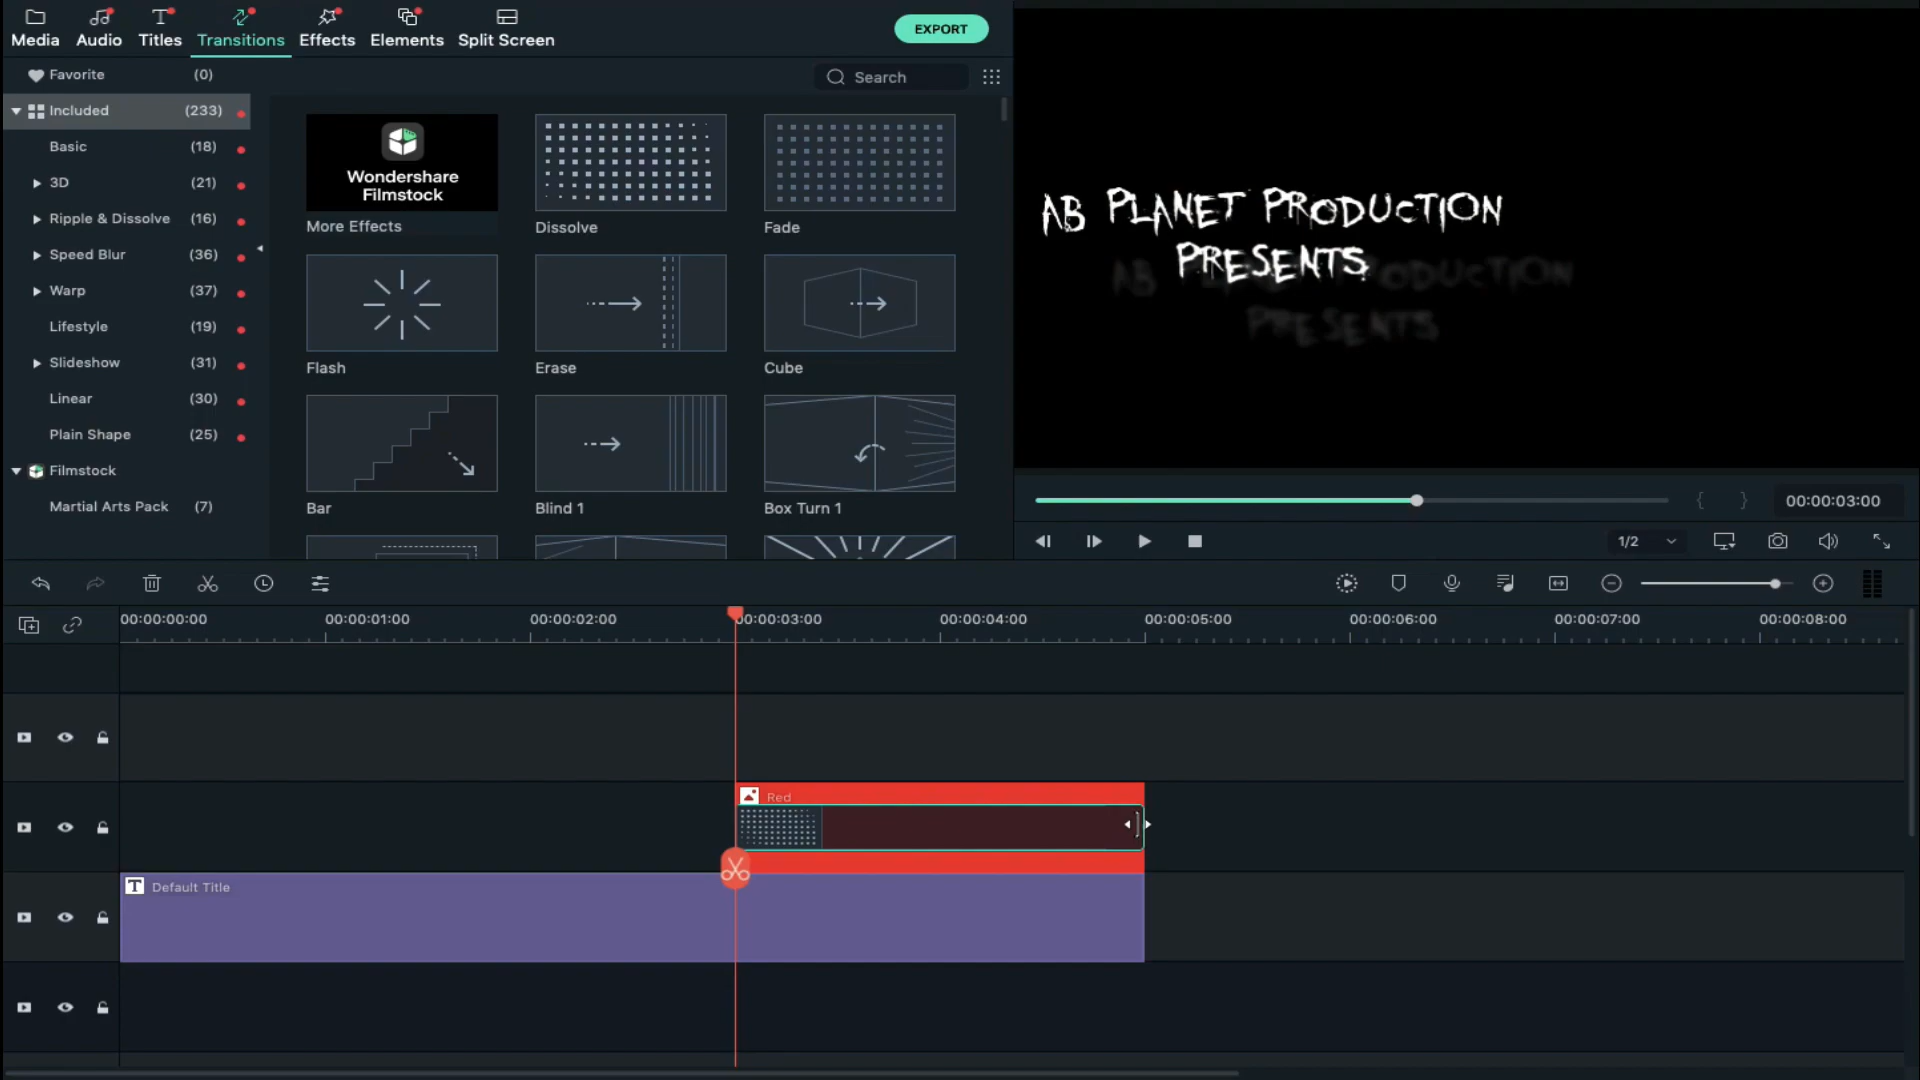 Media Audio Titles Transitions Effects Elements Split Screen
EXPORT
Favorite (0)
Search
Included (233)
Basic (18)
3D (21)
Ripple & Dissolve (16)
Speed Blur (36)
Warp (37)
Lifestyle (19)
Slideshow (31)
Linear (30)
Plain Shape (25)
Filmstock
Martial Arts Pack (7)
Wondershare
Filmstock
More Effects
Dissolve
Fade
Flash
Erase
Cube
Bar
Blind 1
Box Turn 1
AB PLANET PRODUCTION
PRESENTS
AB PLANET PRODUCTION
PRESENTS
{ } 00:00:03:00
1/2
00:00:00:00 00:00:01:00 00:00:02:00 00:00:03:00 00:00:04:00 00:00:05:00 00:00:06:00 00:00:07:00 00:00:08:00
Red
T Default Title